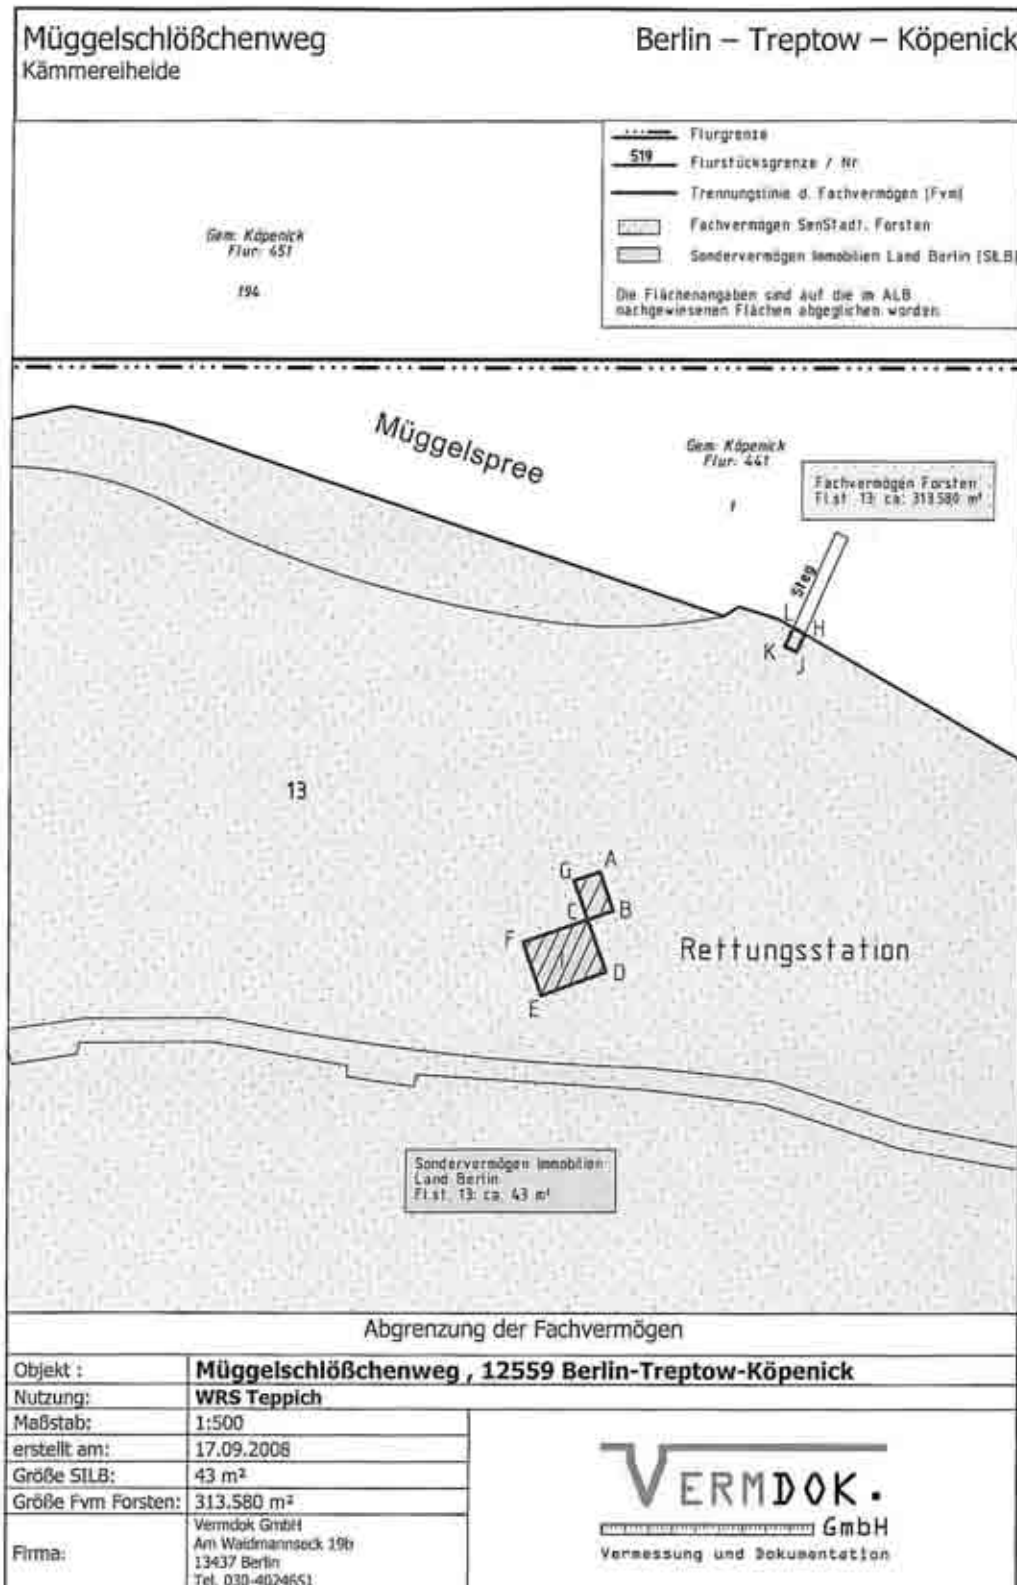 Müggelschlößchenweg
Kämmereiheide
Berlin – Treptow – Köpenick
Flurgrenze
519
Flurstücksgrenze / Nr
Trennungslinie d. Fachvermögen (Fvm)
Fachvermögen SenStadt, Forsten
Sondervermögen Immobilien Land Berlin (SILB)
Die Flächenangaben sind auf die im ALB
nachgewiesenen Flächen abgeglichen worden
Gem: Köpenick
Flur: 451
194
Müggelspree
Gem: Köpenick
Flur: 441
1
Fachvermögen Forsten
Fl.st. 13: ca. 313.580 m²
Steg
L
H
K
J
13
G
A
C
B
F
D
E
Rettungsstation
Sondervermögen Immobilien
Land Berlin
Fl.st. 13: ca. 43 m²
Abgrenzung der Fachvermögen
Objekt : Müggelschlößchenweg , 12559 Berlin-Treptow-Köpenick
Nutzung: WRS Teppich
Maßstab: 1:500
erstellt am: 17.09.2008
Größe SILB: 43 m²
Größe Fvm Forsten: 313.580 m²
Firma:
Vermdok GmbH
Am Waidmannseck 19b
13437 Berlin
Tel. 030-4024651
VERMDOK.
GmbH
Vermessung und Dokumentation